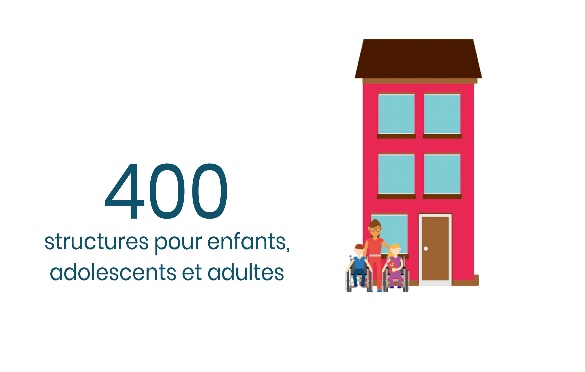 400
structures pour enfants,
adolescents et adultes